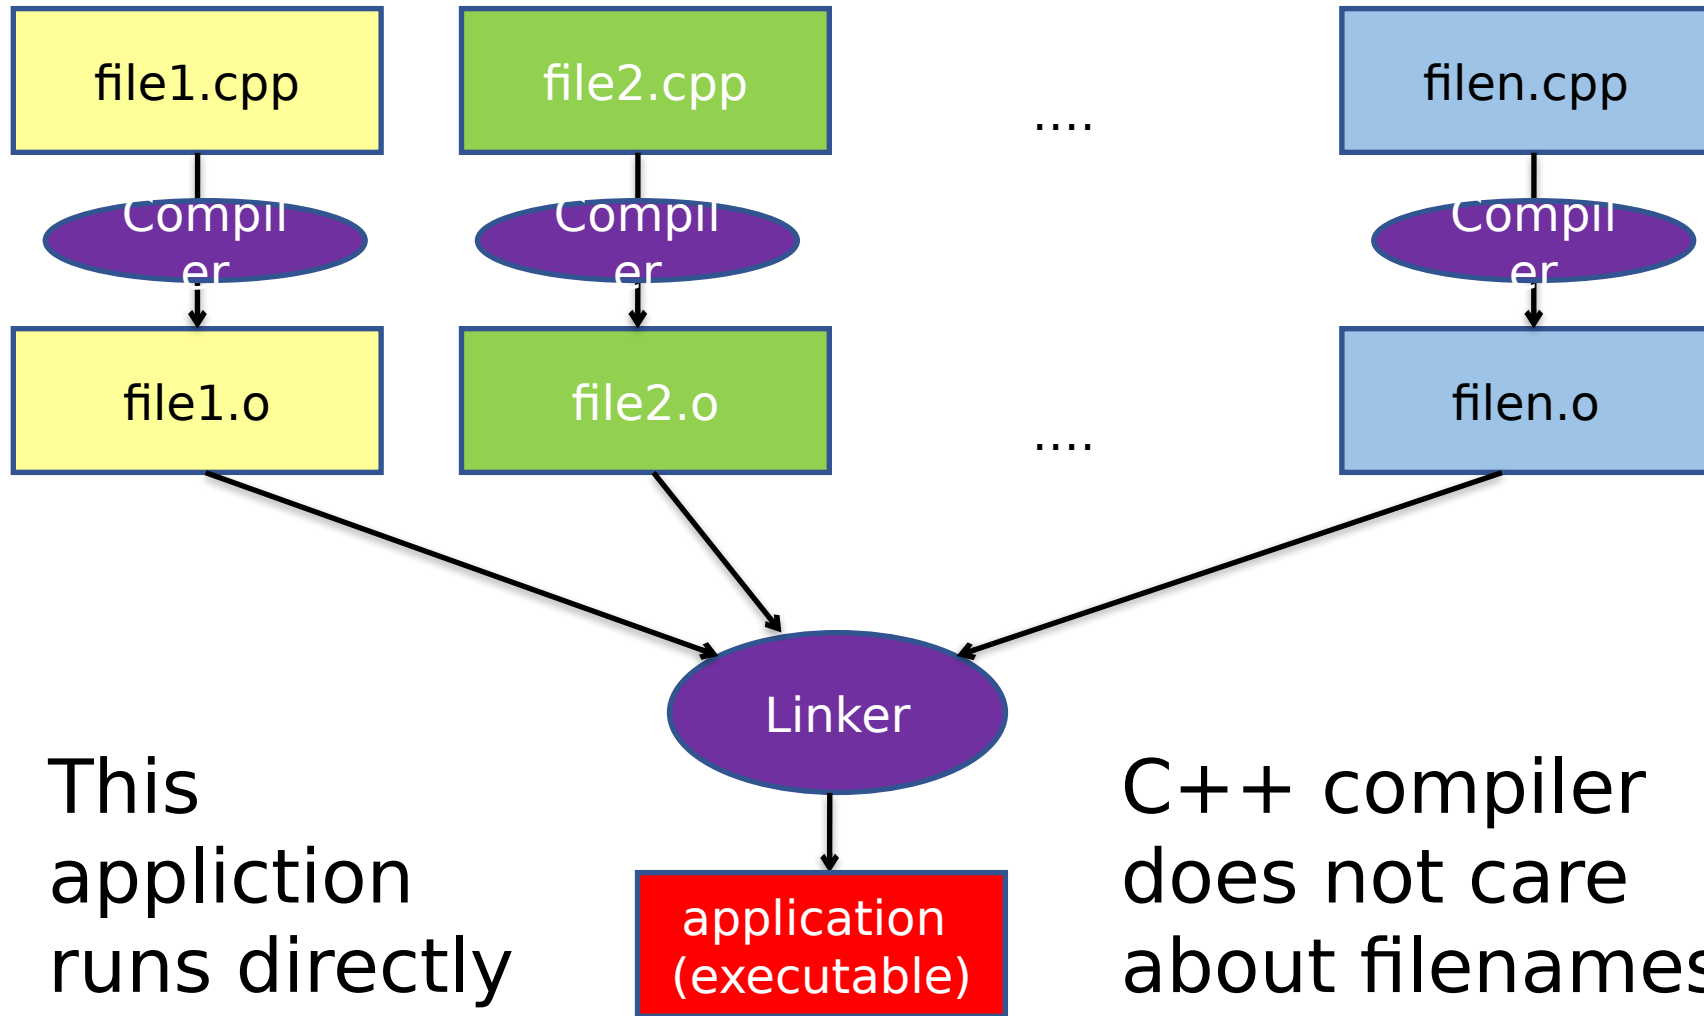 file1.cpp
file2.cpp
....
filen.cpp
Compil
er
Compil
er
Compil
er
file1.o
file2.o
....
filen.o
Linker
This
appliction
runs directly
C++ compiler
does not care
about filenames
application
(executable)